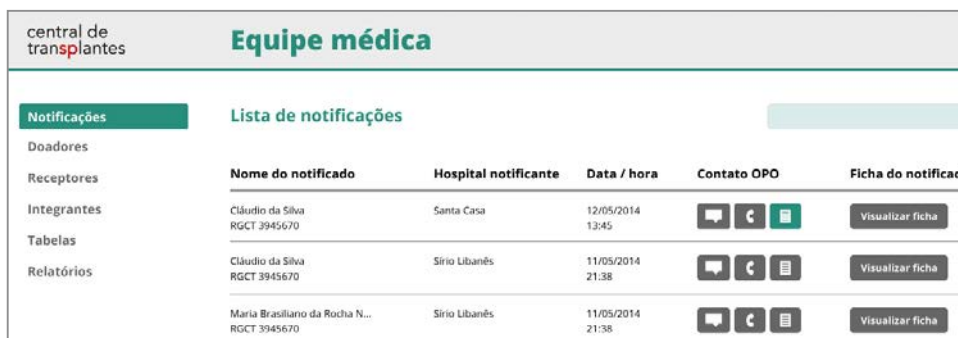 central de
transplantes
Equipe médica
Notificações
Doadores
Receptores
Integrantes
Tabelas
Relatórios
Lista de notificações
Nome do notificado Hospital notificante Data / hora Contato OPO Ficha do notificad
Cláudio da Silva Santa Casa 12/05/2014 Visualizar ficha
RGCT 3945670 13:45
Cláudio da Silva Sírio Libanês 11/05/2014 Visualizar ficha
RGCT 3945670 21:38
Maria Brasiliano da Rocha N... Sírio Libanês 11/05/2014 Visualizar ficha
RGCT 3945670 21:38